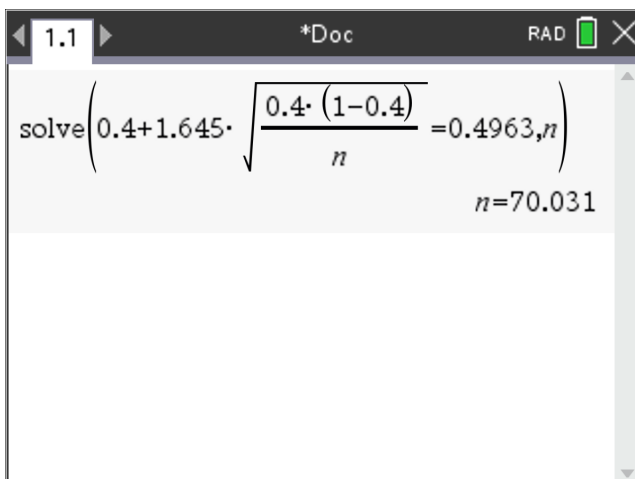 1.1 *Doc RAD
solve(0.4+1.645·√(0.4·(1−0.4)/n)=0.4963,n)
n=70.031